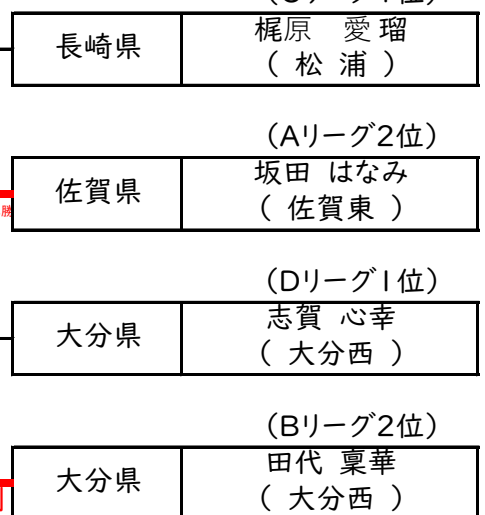 長崎県
梶原 愛瑠
( 松 浦 )
(Aリーグ2位)
佐賀県
坂田 はなみ
( 佐賀東 )
勝
(Dリーグ1位)
大分県
志賀 心幸
( 大分西 )
(Bリーグ2位)
大分県
田代 稟華
( 大分西 )